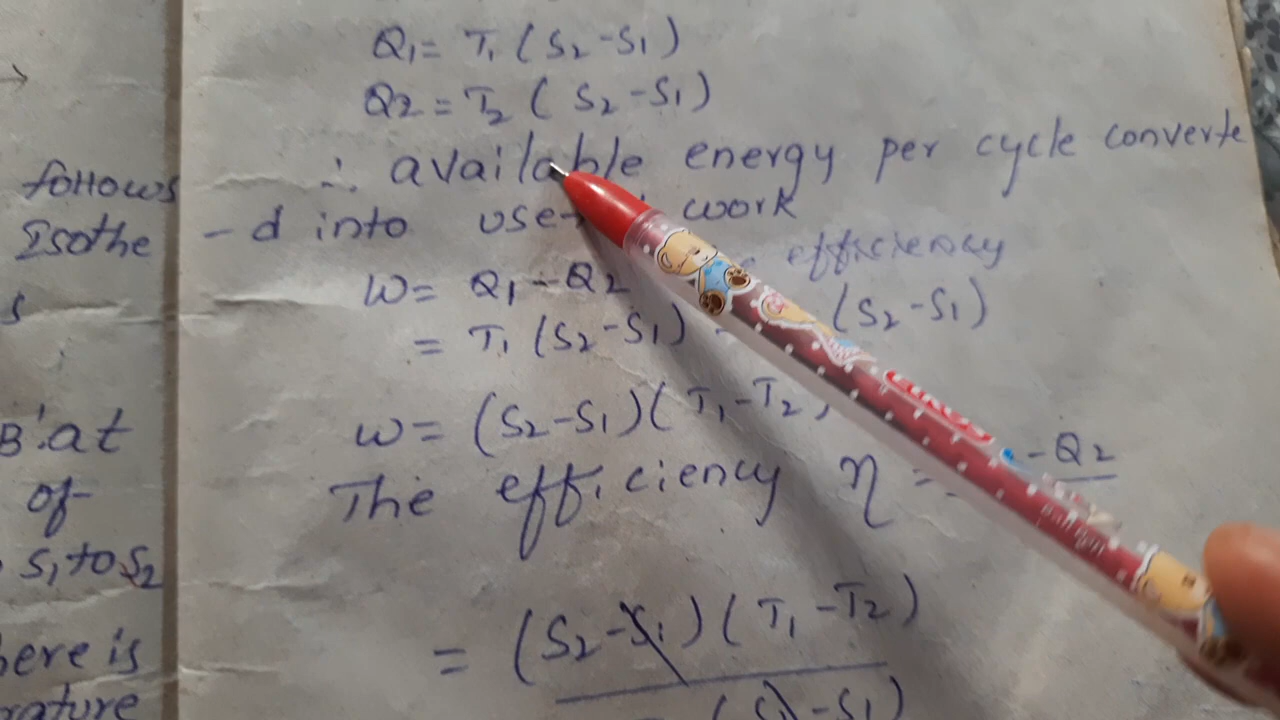 follows
Isothe
s
B'at
of
S1 to S2
here is
rature
Q1 = T1 (S2 - S1)
Q2 = T2 (S2 - S1)
∴ available energy per cycle converte
- d into work
efficiency
W = Q1 - Q2
= T1 (S2 - S1) - (S2 - S1)
W = (S2 - S1)(T1 - T2)
The efficiency η = - Q2
= (S2 - S1)(T1 - T2)
- S1)